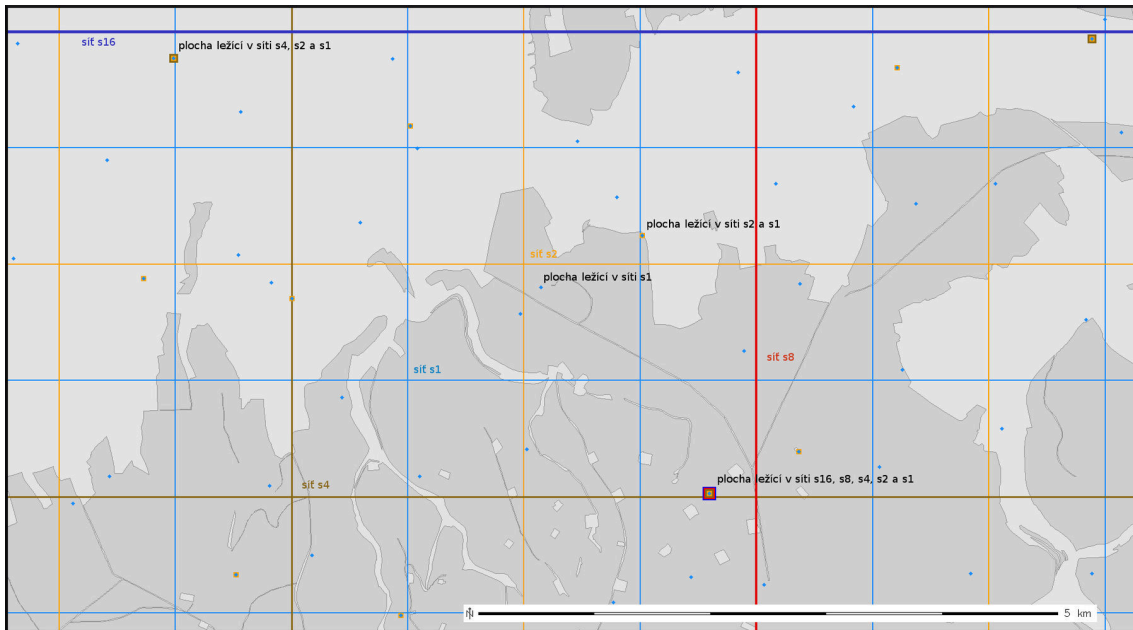 síť s16
plocha ležící v síti s4, s2 a s1
plocha ležící v síti s2 a s1
síť s2
plocha ležící v síti s1
síť s8
síť s1
plocha ležící v síti s16, s8, s4, s2 a s1
síť s4
N
5 km